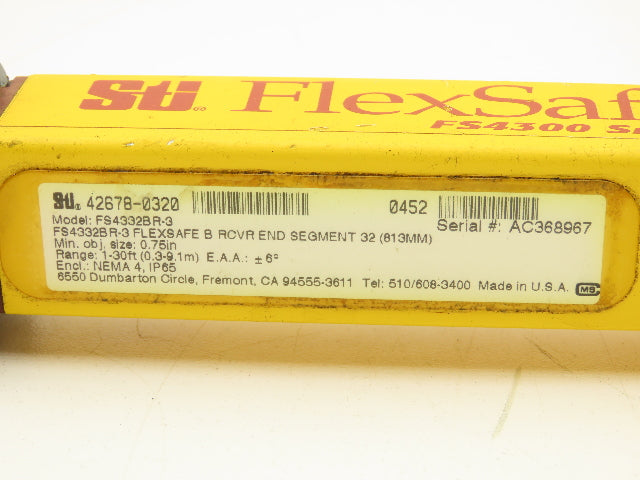 Sti® FlexSaf
FS4300 S
Sti® 42678-0320 0452
Serial #: AC368967
Model: FS4332BR-3
FS4332BR-3 FLEXSAFE B RCVR END SEGMENT 32 (813MM)
Min. obj. size: 0.75in
Range: 1-30ft (0.3-9.1m) E.A.A.: ± 6°
Encl.: NEMA 4, IP65
6550 Dumbarton Circle, Fremont, CA 94555-3611 Tel: 510/608-3400 Made in U.S.A. CMS